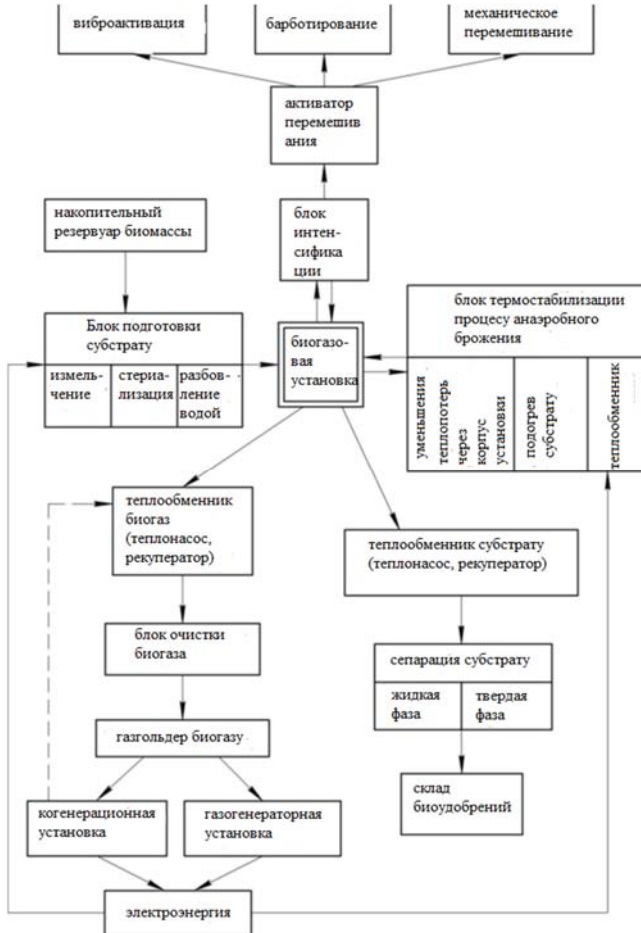 виброактивация
барботирование
механическое
перемешивание
активатор
перемешив
ания
накопительный
резервуар биомассы
блок
интен-
сифика
ции
блок термостабилизации
процесу анаэробного
брожения
Блок подготовки
субстрату
измель-
чение
стериа-
лизация
разбов-
ление
водой
биогазо-
вая
установка
уменьшения
теплопотерь
через
корпус
установки
подогрев
субстрату
теплообменник
теплообменник
биогаз
(теплонасос,
рекуператор)
теплообменник субстрату
(теплонасос, рекуператор)
блок очистки
биогаза
сепарация субстрату
жидкая
фаза
твердая
фаза
газгольдер биогазу
склад
биоудобрений
когенерационная
установка
газогенераторная
установка
электроэнергия